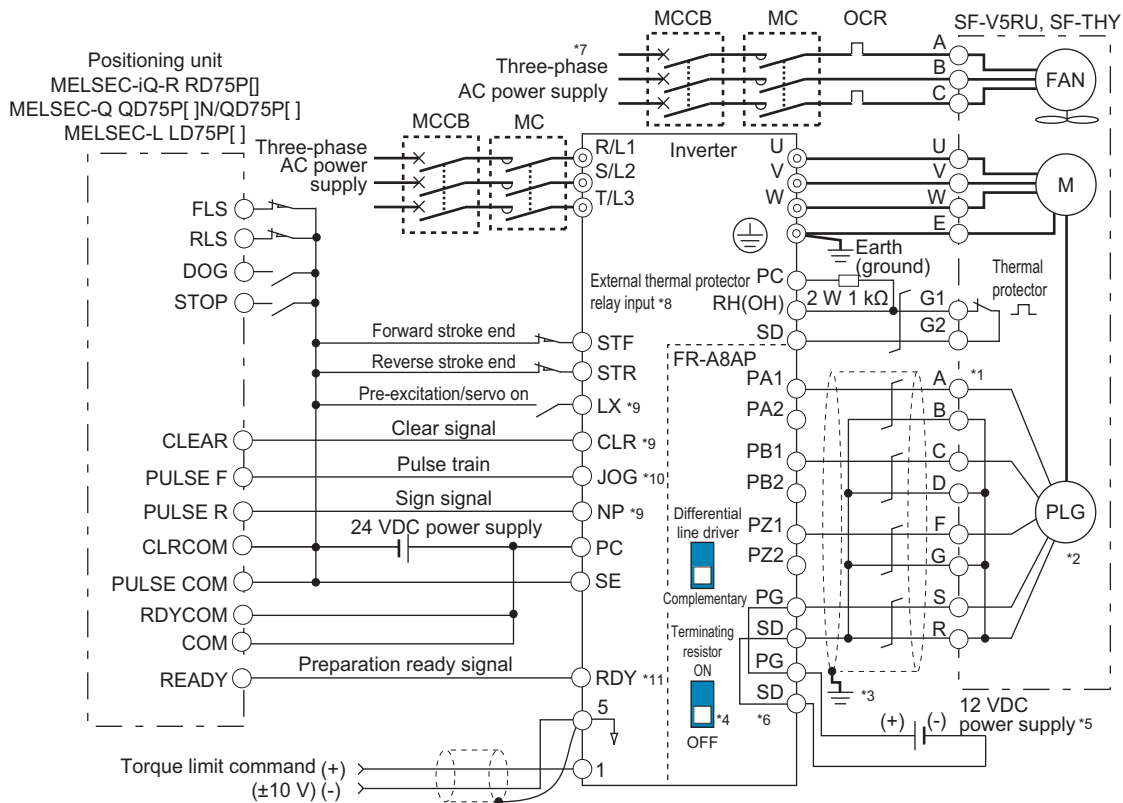 Positioning unit
MELSEC-iQ-R RD75P[]
MELSEC-Q QD75P[ ]N/QD75P[ ]
MELSEC-L LD75P[ ]
MCCB
MC
OCR
SF-V5RU, SF-THY
*7
Three-phase
AC power supply
A
B
C
FAN
MCCB
MC
Three-phase
AC power
supply
R/L1
S/L2
T/L3
Inverter
U
V
W
U
V
W
E
M
Earth
(ground)
FLS
RLS
DOG
STOP
External thermal protector
relay input *8
PC
RH(OH)
SD
2 W 1 kΩ
G1
G2
Thermal
protector
Forward stroke end
STF
Reverse stroke end
STR
Pre-excitation/servo on
LX *9
CLEAR
Clear signal
CLR *9
PULSE F
Pulse train
JOG *10
PULSE R
Sign signal
NP *9
CLRCOM
24 VDC power supply
PC
PULSE COM
SE
RDYCOM
COM
READY
Preparation ready signal
RDY *11
5
1
Torque limit command (+)
(±10 V) (-)
FR-A8AP
PA1
PA2
PB1
PB2
PZ1
PZ2
PG
SD
PG
SD
Differential
line driver
Complementary
Terminating
resistor
ON
*4
OFF
*6
A
*1
B
C
D
F
G
S
R
PLG
*2
*3
(+)
(-)
12 VDC
power supply *5